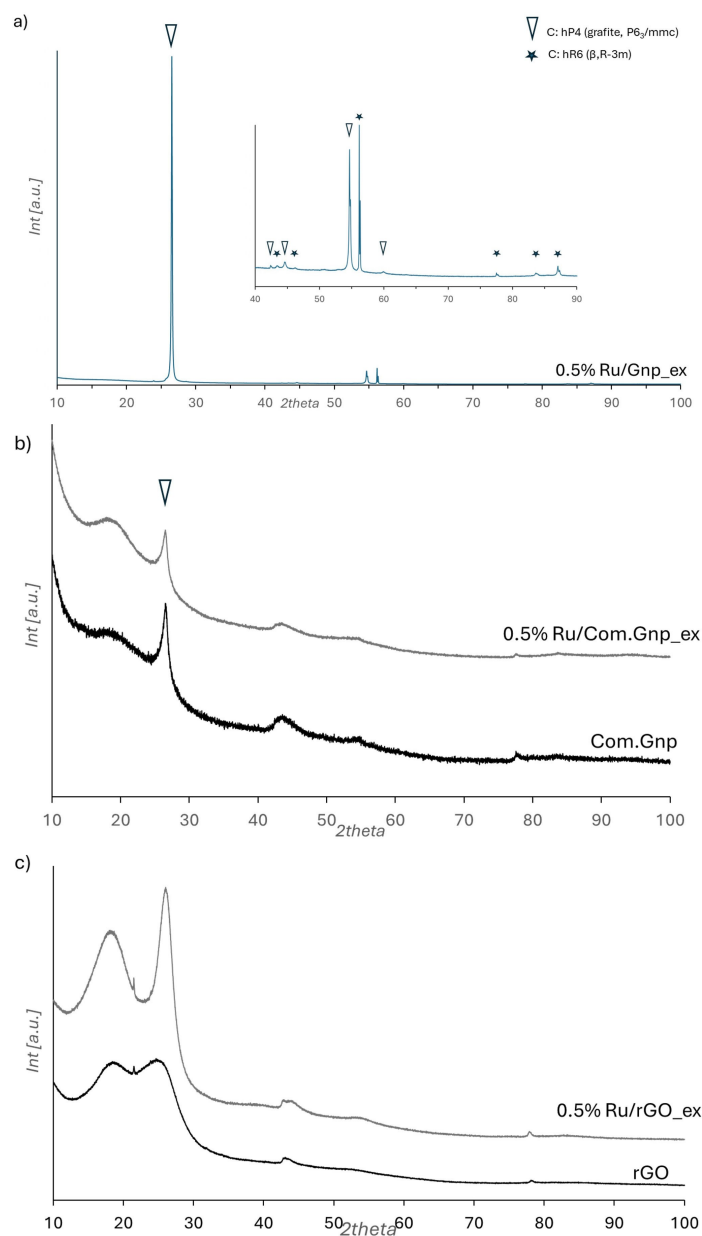 a)
C: hP4 (grafite, P6₃/mmc)
C: hR6 (β,R-3m)
Int [a.u.]
40 50 60 70 80 90
0.5% Ru/Gnp_ex
10 20 30 40 2theta 50 60 70 80 90 100
b)
Int [a.u.]
0.5% Ru/Com.Gnp_ex
Com.Gnp
10 20 30 40 50 60 70 80 90 100
2theta
c)
Int [a.u.]
0.5% Ru/rGO_ex
rGO
10 20 30 40 50 60 70 80 90 100
2theta